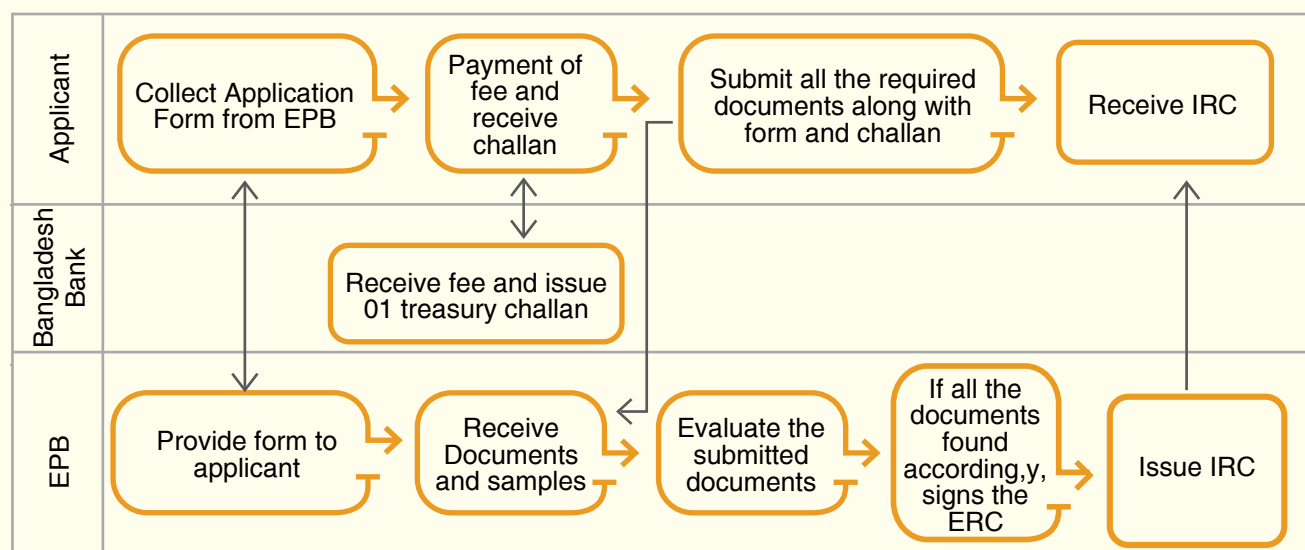 Applicant
Collect Application
Form from EPB
Payment of
fee and
receive
challan
Submit all the required
documents along with
form and challan
Receive IRC
Bangladesh
Bank
Receive fee and issue
01 treasury challan
EPB
Provide form to
applicant
Receive
Documents
and samples
Evaluate the
submitted
documents
If all the
documents
found
according,y,
signs the
ERC
Issue IRC